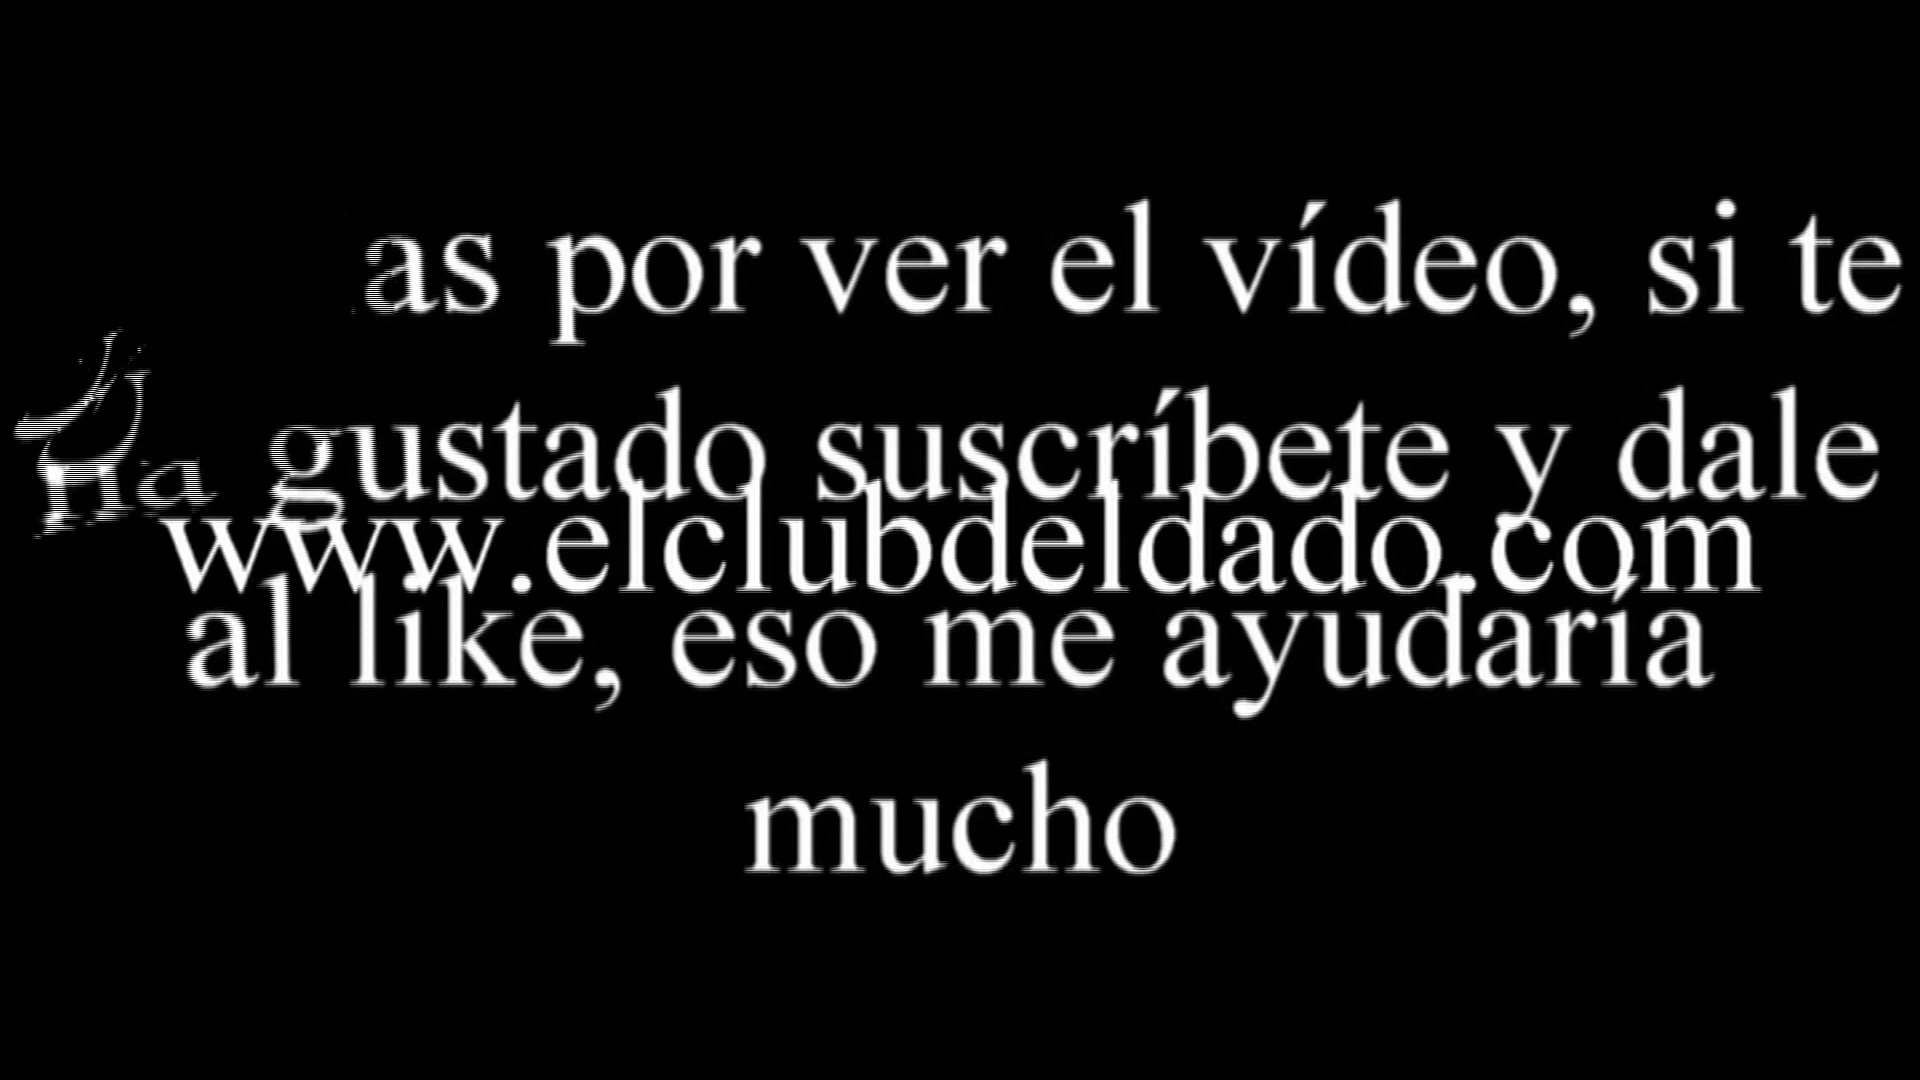 as por ver el vídeo, si te
ha gustado suscríbete y dale
www.elclubdeldado.com
al like, eso me ayudaría
mucho